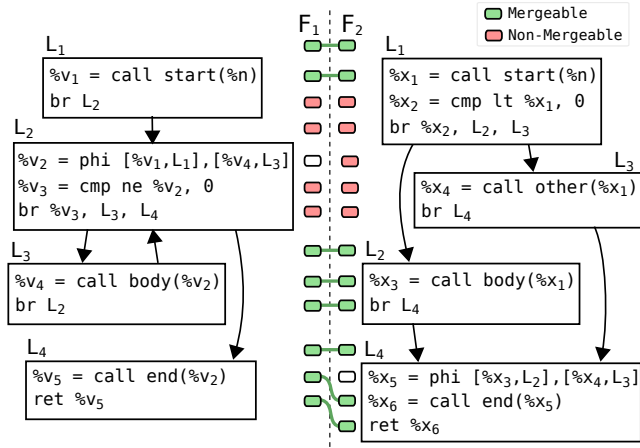 F1 F2
Mergeable
Non-Mergeable
L1
%v1 = call start(%n)
br L2
L2
%v2 = phi [%v1,L1],[%v4,L3]
%v3 = cmp ne %v2, 0
br %v3, L3, L4
L3
%v4 = call body(%v2)
br L2
L4
%v5 = call end(%v2)
ret %v5
L1
%x1 = call start(%n)
%x2 = cmp lt %x1, 0
br %x2, L2, L3
L3
%x4 = call other(%x1)
br L4
L2
%x3 = call body(%x1)
br L4
L4
%x5 = phi [%x3,L2],[%x4,L3]
%x6 = call end(%x5)
ret %x6